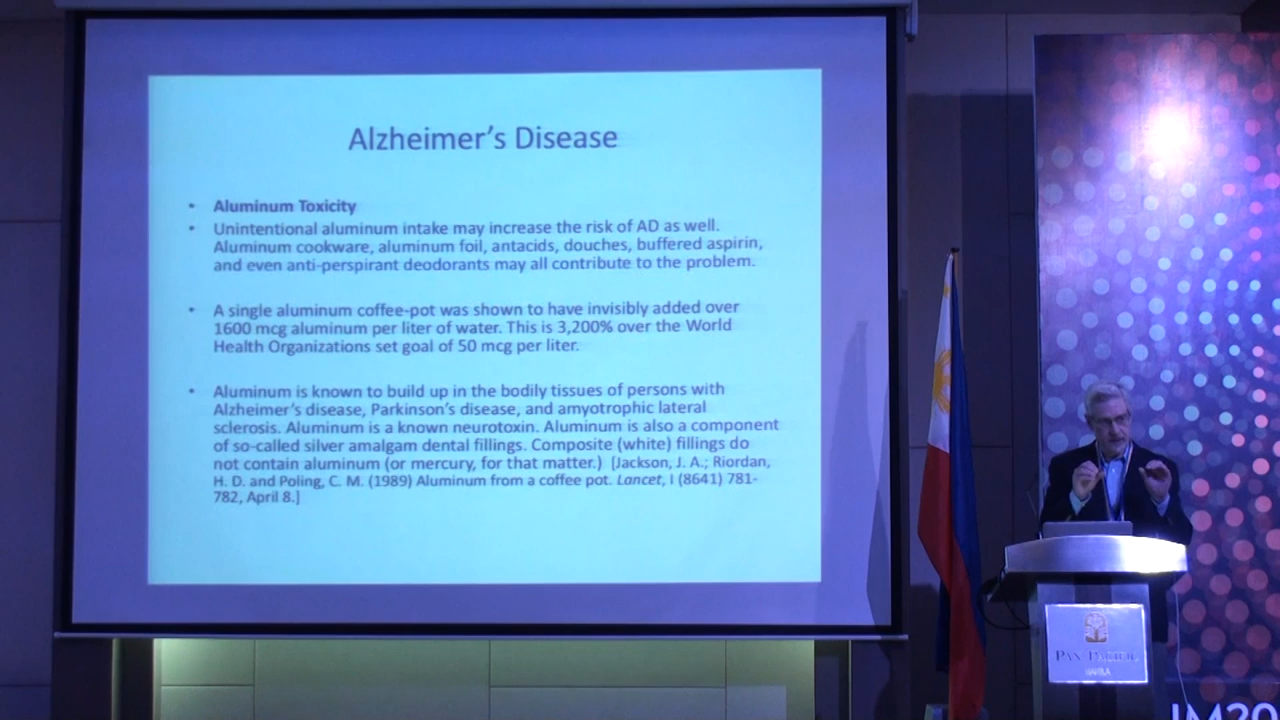 Alzheimer's Disease
• Aluminum Toxicity
• Unintentional aluminum intake may increase the risk of AD as well.
Aluminum cookware, aluminum foil, antacids, douches, buffered aspirin,
and even anti-perspirant deodorants may all contribute to the problem.
• A single aluminum coffee-pot was shown to have invisibly added over
1600 mcg aluminum per liter of water. This is 3,200% over the World
Health Organizations set goal of 50 mcg per liter.
• Aluminum is known to build up in the bodily tissues of persons with
Alzheimer's disease, Parkinson's disease, and amyotrophic lateral
sclerosis. Aluminum is a known neurotoxin. Aluminum is also a component
of so-called silver amalgam dental fillings. Composite (white) fillings do
not contain aluminum (or mercury, for that matter.) [Jackson, J. A.; Riordan,
H. D. and Poling, C. M. (1989) Aluminum from a coffee pot. Lancet, I (8641) 781-
782, April 8.]
PAN PACIFIC
MANILA
IM20